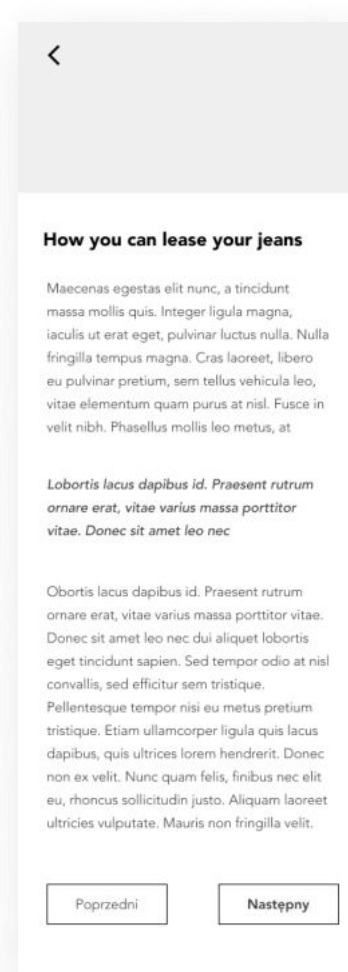 How you can lease your jeans
Maecenas egestas elit nunc, a tincidunt
massa mollis quis. Integer ligula magna,
iaculis ut erat eget, pulvinar luctus nulla. Nulla
fringilla tempus magna. Cras laoreet, libero
eu pulvinar pretium, sem tellus vehicula leo,
vitae elementum quam purus at nisl. Fusce in
velit nibh. Phasellus mollis leo metus, at
Lobortis lacus dapibus id. Praesent rutrum
ornare erat, vitae varius massa porttitor
vitae. Donec sit amet leo nec
Obortis lacus dapibus id. Praesent rutrum
ornare erat, vitae varius massa porttitor vitae.
Donec sit amet leo nec dui aliquet lobortis
eget tincidunt sapien. Sed tempor odio at nisl
convallis, sed efficitur sem tristique.
Pellentesque tempor nisi eu metus pretium
tristique. Etiam ullamcorper ligula quis lacus
dapibus, quis ultrices lorem hendrerit. Donec
non ex velit. Nunc quam felis, finibus nec elit
eu, rhoncus sollicitudin justo. Aliquam laoreet
ultricies vulputate. Mauris non fringilla velit.
Poprzedni
Następny